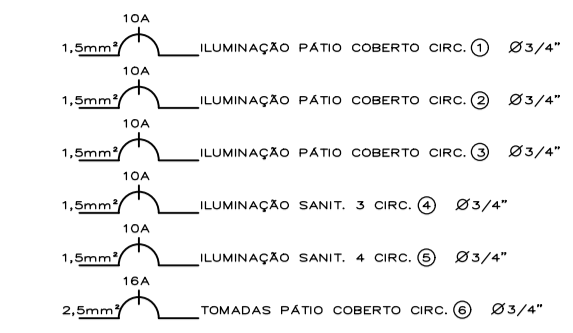 10A
1,5mm² ILUMINAÇÃO PÁTIO COBERTO CIRC. 1 Ø3/4"
10A
1,5mm² ILUMINAÇÃO PÁTIO COBERTO CIRC. 2 Ø3/4"
10A
1,5mm² ILUMINAÇÃO PÁTIO COBERTO CIRC. 3 Ø3/4"
10A
1,5mm² ILUMINAÇÃO SANIT. 3 CIRC. 4 Ø3/4"
10A
1,5mm² ILUMINAÇÃO SANIT. 4 CIRC. 5 Ø3/4"
16A
2,5mm² TOMADAS PÁTIO COBERTO CIRC. 6 Ø3/4"